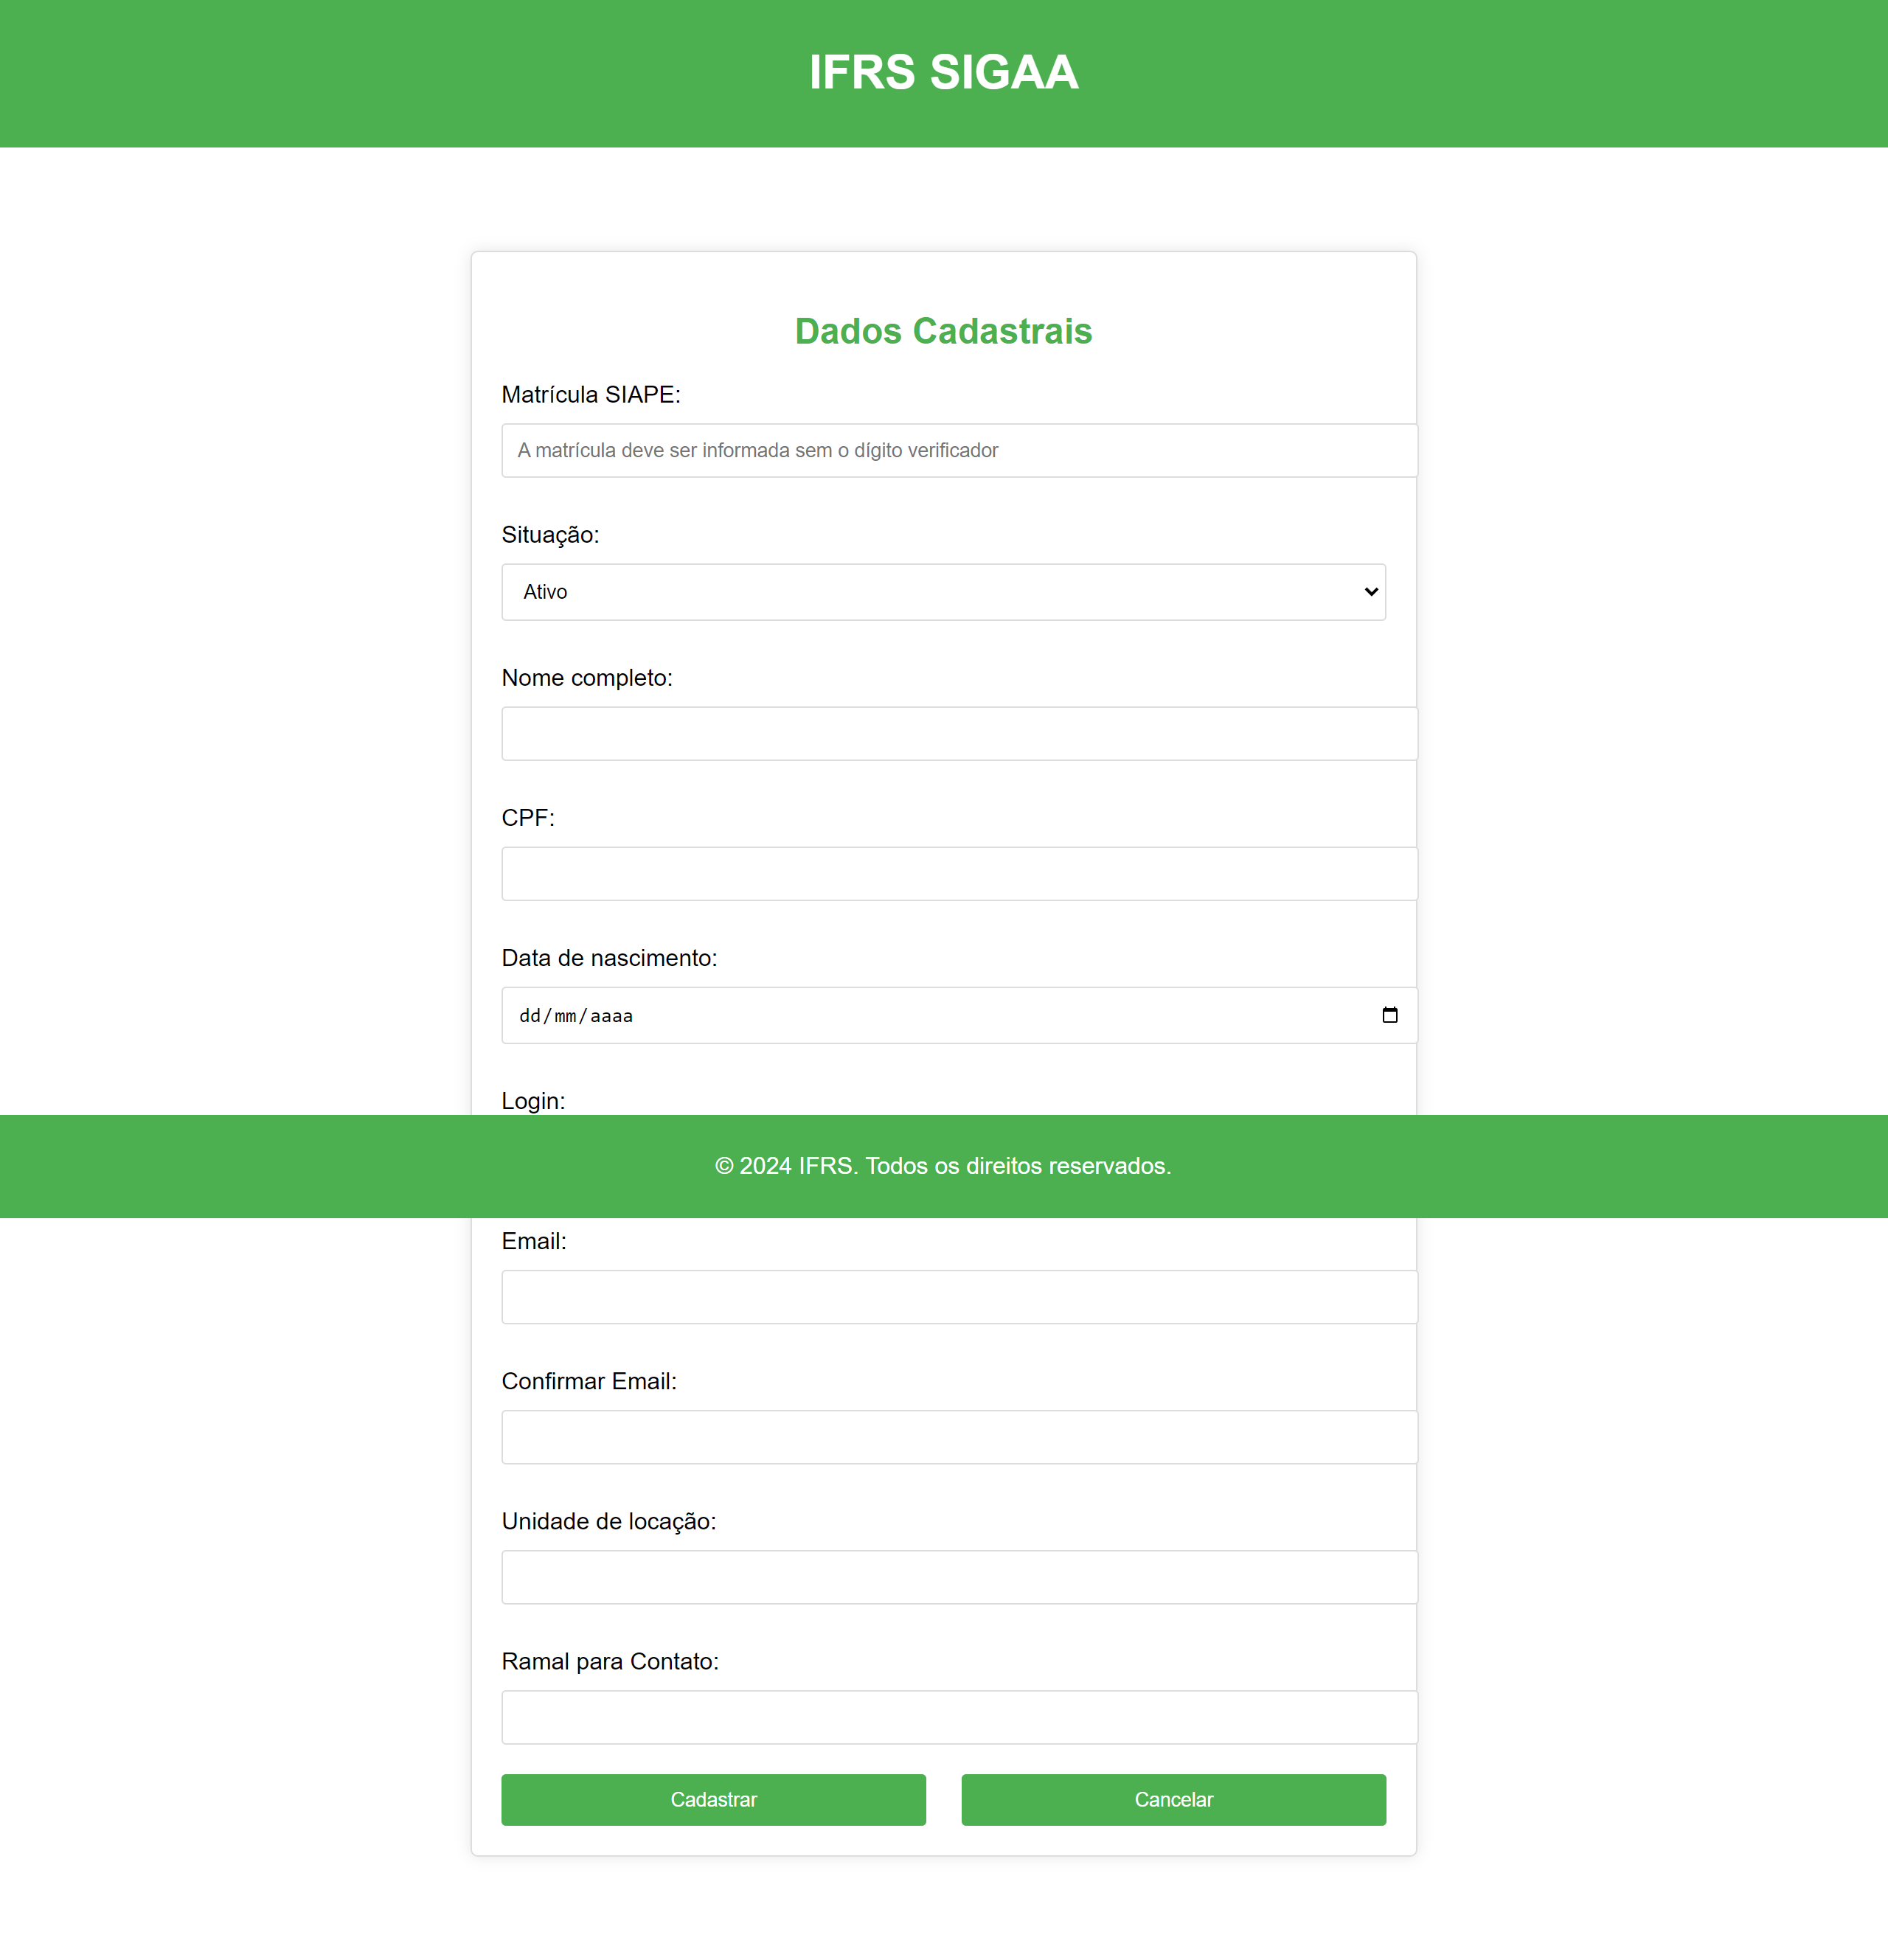 IFRS SIGAA
Dados Cadastrais
Matrícula SIAPE:
A matrícula deve ser informada sem o dígito verificador
Situação:
Ativo
Nome completo:
CPF:
Data de nascimento:
dd/mm/aaaa
Login:
© 2024 IFRS. Todos os direitos reservados.
Email:
Confirmar Email:
Unidade de locação:
Ramal para Contato:
Cadastrar
Cancelar